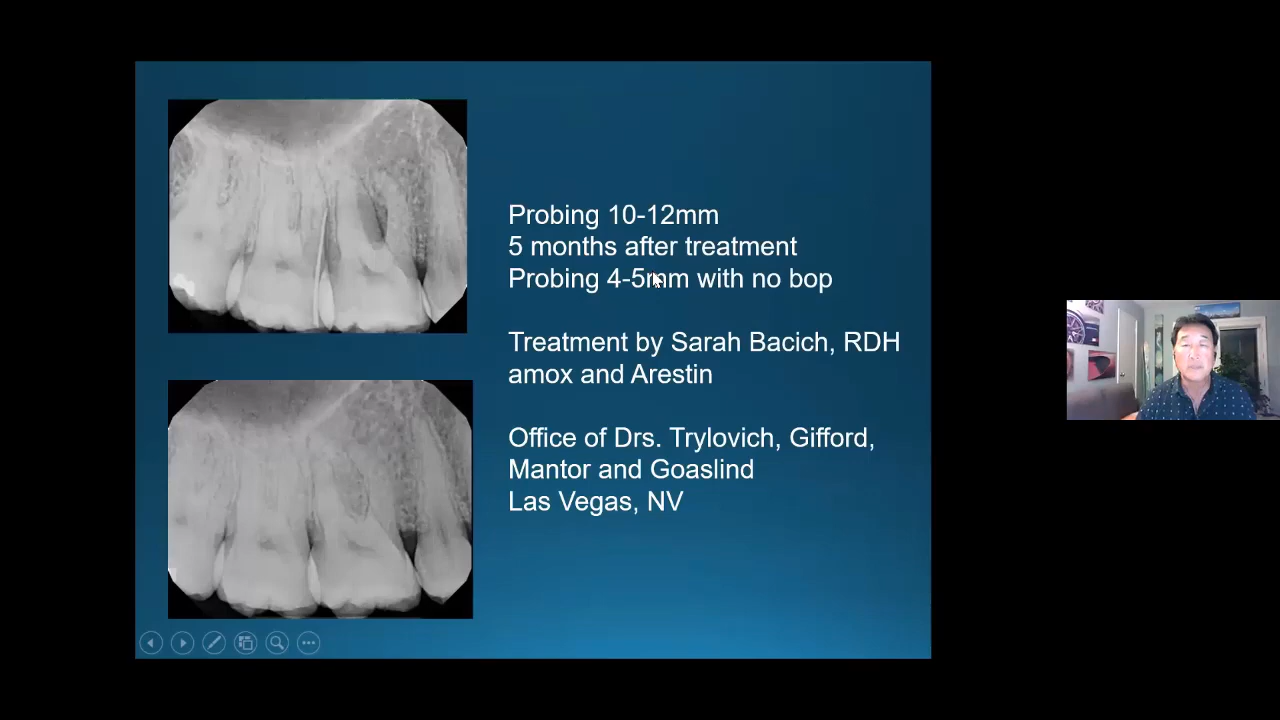 Probing 10-12mm
5 months after treatment
Probing 4-5mm with no bop
Treatment by Sarah Bacich, RDH
amox and Arestin
Office of Drs. Trylovich, Gifford,
Mantor and Goaslind
Las Vegas, NV